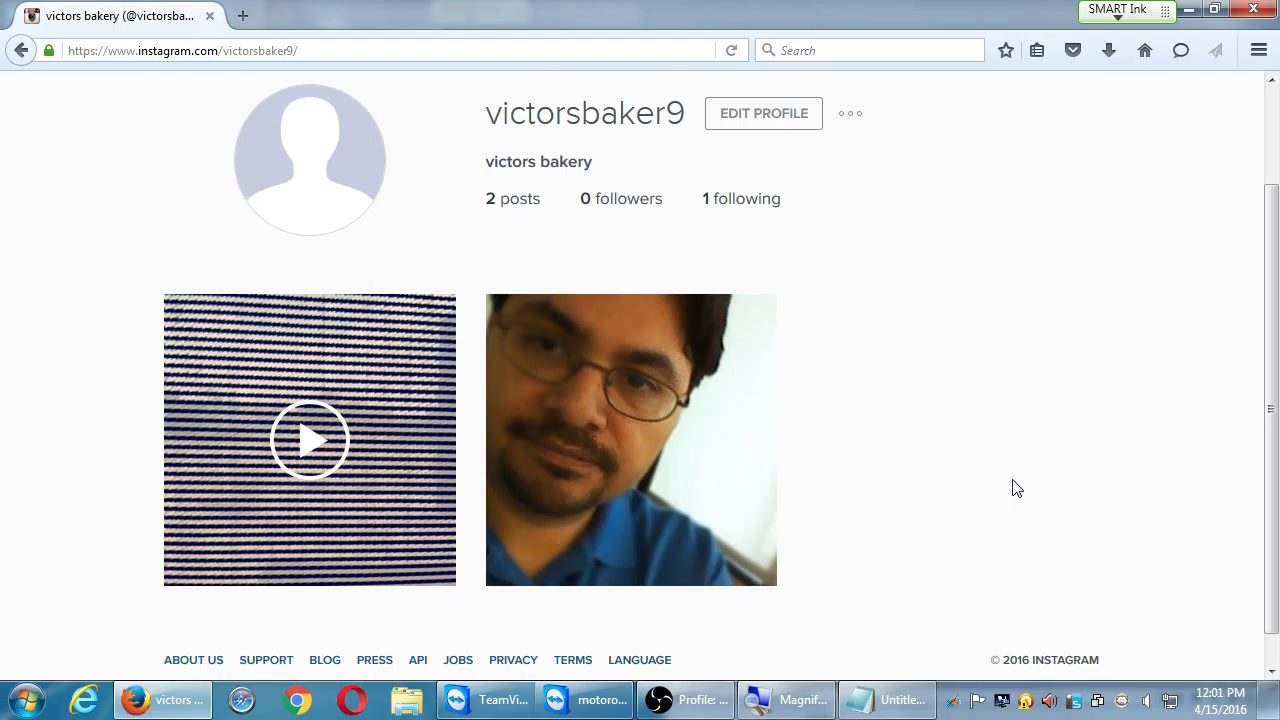 victors bakery (@victorsba...
SMART Ink
https://www.instagram.com/victorsbaker9/
Search
victorsbaker9 EDIT PROFILE
victors bakery
2 posts 0 followers 1 following
ABOUT US SUPPORT BLOG PRESS API JOBS PRIVACY TERMS LANGUAGE © 2016 INSTAGRAM
victors ... TeamVi... motoro... Profile: ... Magnif... Untitle... 12:01 PM
4/15/2016